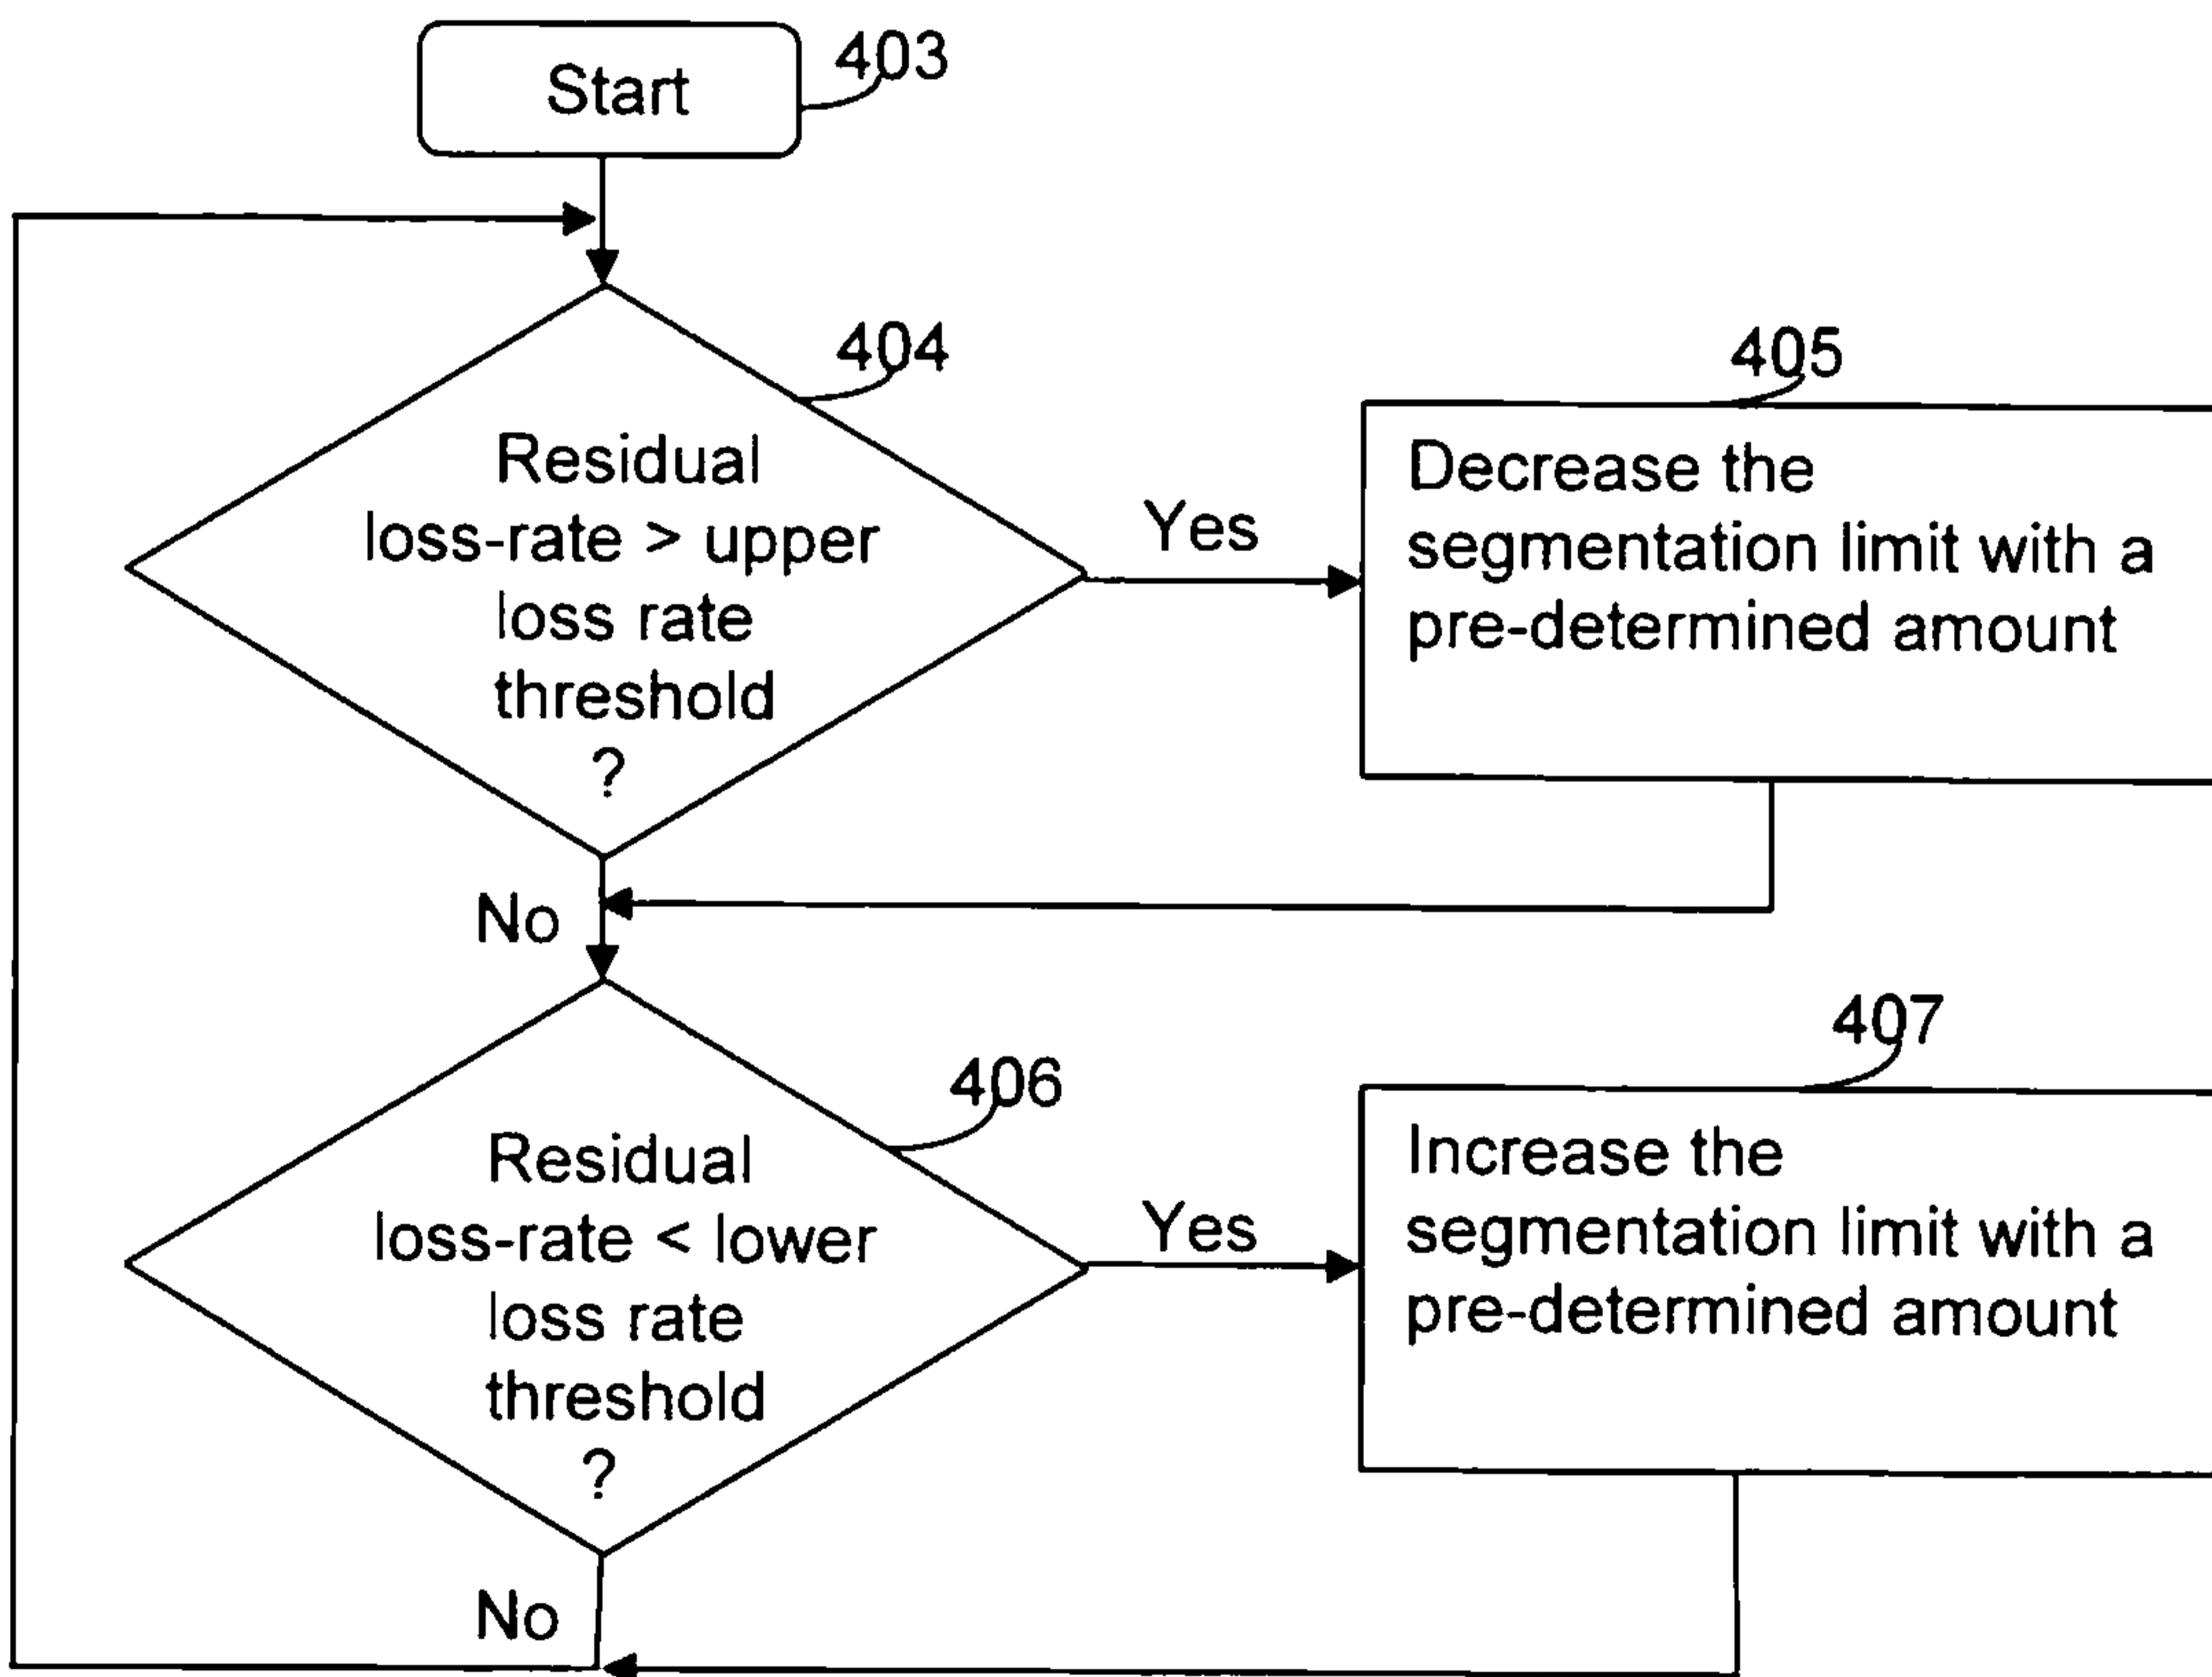 Start
403
404
Residual
loss-rate > upper
loss rate
threshold
?
Yes
405
Decrease the
segmentation limit with a
pre-determined amount
No
406
Residual
loss-rate < lower
loss rate
threshold
?
Yes
407
Increase the
segmentation limit with a
pre-determined amount
No